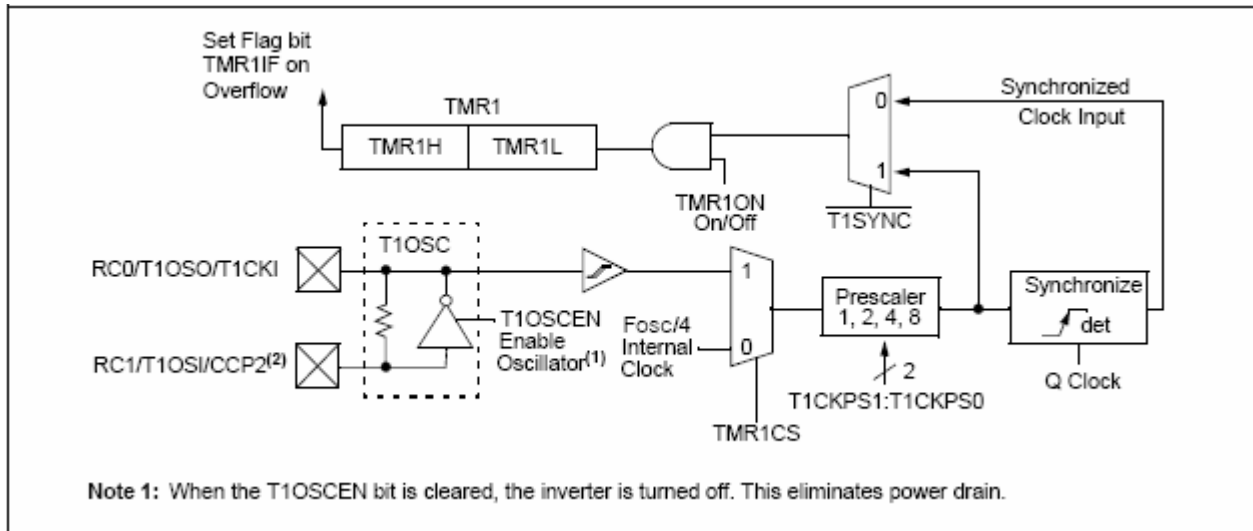 Set Flag bit
TMR1IF on
Overflow
TMR1
TMR1H
TMR1L
TMR1ON
On/Off
0
1
T1SYNC
Synchronized
Clock Input
RC0/T1OSO/T1CKI
RC1/T1OSI/CCP2(2)
T1OSC
T1OSCEN
Enable
Oscillator(1)
Fosc/4
Internal
Clock
1
0
TMR1CS
Prescaler
1, 2, 4, 8
2
T1CKPS1:T1CKPS0
Synchronize
det
Q Clock
Note 1: When the T1OSCEN bit is cleared, the inverter is turned off. This eliminates power drain.